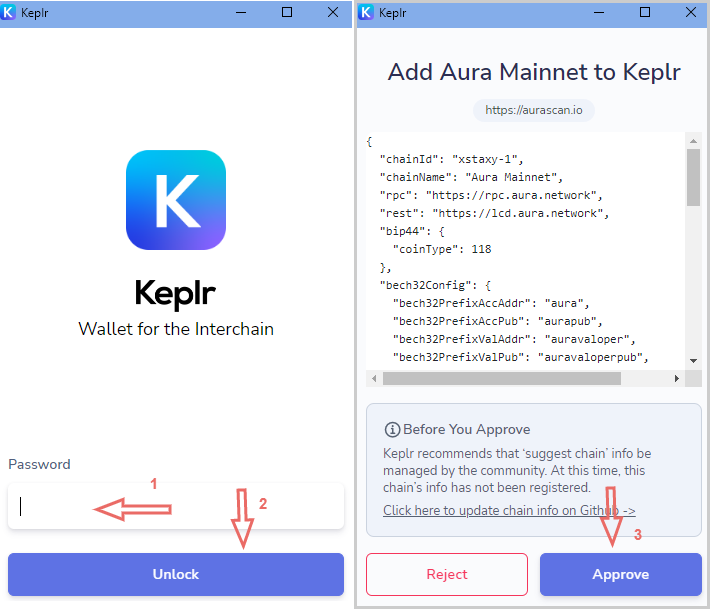 Keplr
K
Keplr
Wallet for the Interchain
Password
1
2
Unlock
Keplr
Add Aura Mainnet to Keplr
https://aurascan.io
{
"chainId": "xstaxy-1",
"chainName": "Aura Mainnet",
"rpc": "https://rpc.aura.network",
"rest": "https://lcd.aura.network",
"bip44": {
"coinType": 118
},
"bech32Config": {
"bech32PrefixAccAddr": "aura",
"bech32PrefixAccPub": "aurapub",
"bech32PrefixValAddr": "auravaloper",
"bech32PrefixValPub": "auravaloperpub",
Before You Approve
Keplr recommends that ‘suggest chain’ info be
managed by the community. At this time, this
chain’s info has not been registered.
Click here to update chain info on Github ->
3
Reject
Approve